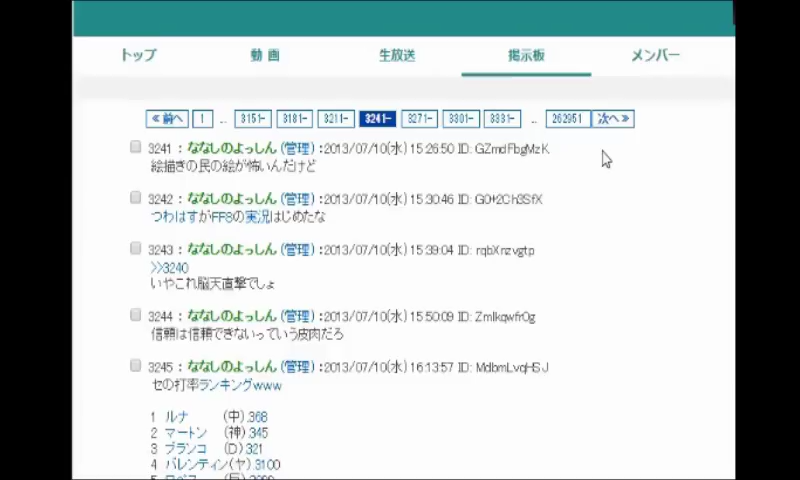 トップ 動画 生放送 掲示板 メンバー
≪前へ 1 .. 3151- 3181- 3211- 3241- 3271- 3301- 3331- .. 262951 次へ≫
3241 : ななしのよっしん (管理) :2013/07/10(水) 15:26:50 ID: GZmdFbgMzK
絵描きの民の絵が怖いんだけど
3242 : ななしのよっしん (管理) :2013/07/10(水) 15:30:46 ID: G0+2Ch3SfX
つわはすがFF8の実況はじめたな
3243 : ななしのよっしん (管理) :2013/07/10(水) 15:39:04 ID: rqbXnzvgtp
>>3240
いやこれ脳天直撃でしょ
3244 : ななしのよっしん (管理) :2013/07/10(水) 15:50:09 ID: Zmlkqwfr0g
信頼は信頼できないっていう皮肉だろ
3245 : ななしのよっしん (管理) :2013/07/10(水) 16:13:57 ID: MdbmLvqHSJ
セの打率ランキングwww
1 ルナ (中).368
2 マートン (神).345
3 ブランコ (D).321
4 バレンティン(ヤ).3100